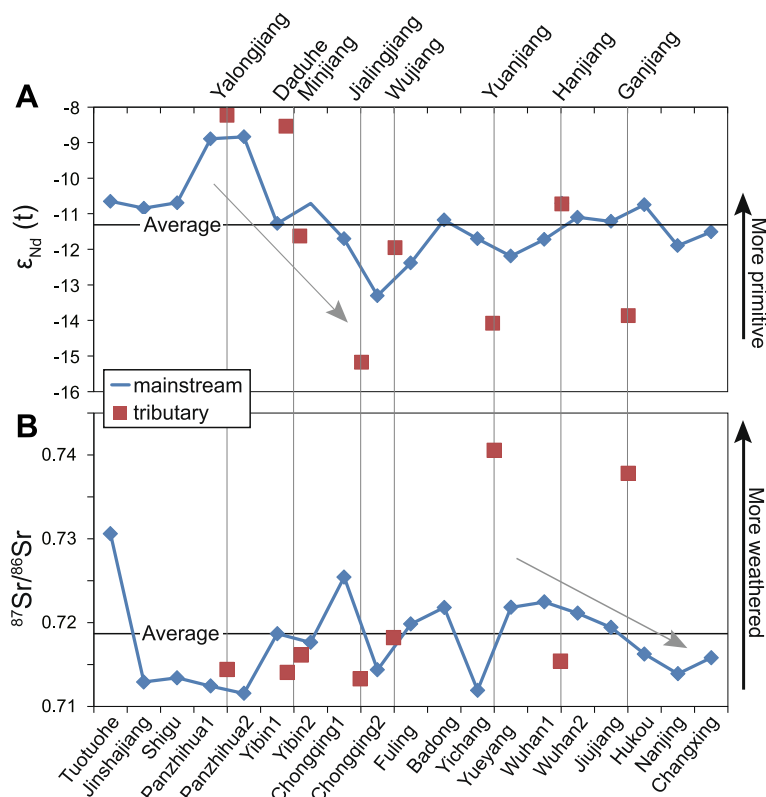 Yalongjiang
Daduhe
Minjiang
Jialingjiang
Wujiang
Yuanjiang
Hanjiang
Ganjiang
A
-8
-9
-10
-11
-12
-13
-14
-15
-16
εNd (t)
Average
More primitive
mainstream
tributary
B
0.74
0.73
0.72
0.71
87Sr/86Sr
Average
More weathered
Tuotuohe
Jinshajiang
Shigu
Panzhihua1
Panzhihua2
Yibin1
Yibin2
Chongqing1
Chongqing2
Fuling
Badong
Yichang
Yueyang
Wuhan1
Wuhan2
Jiujiang
Hukou
Nanjing
Changxing